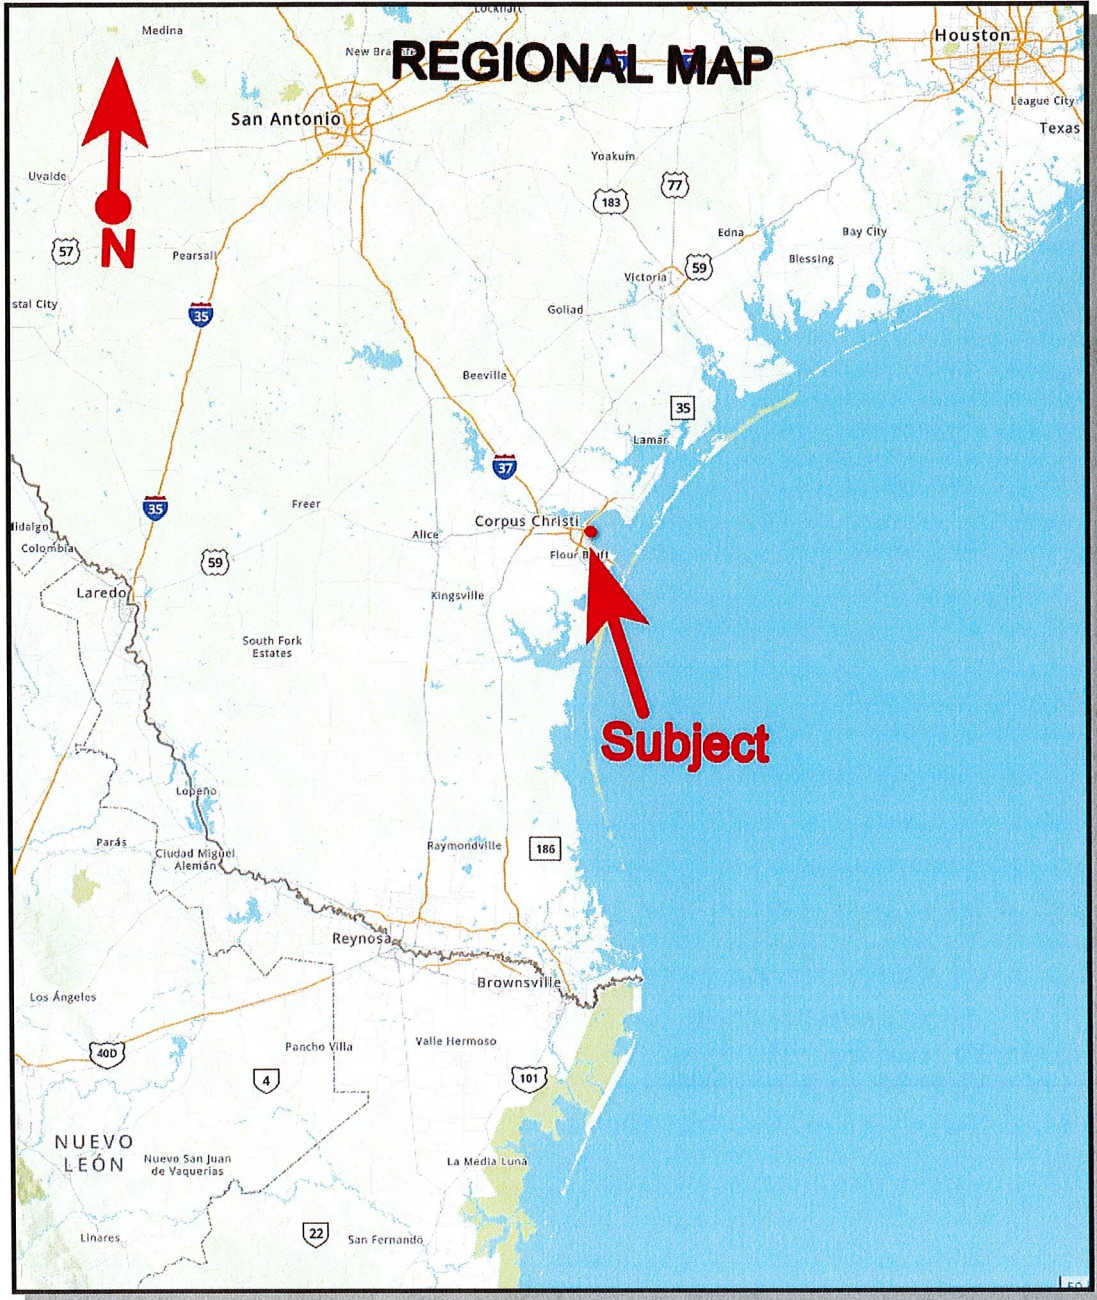 Lockhart
Medina
Houston
New Braunfels
REGIONAL MAP
League City
San Antonio
Texas
Yoakum
Uvalde
77
183
N
57
Edna
Bay City
Pearsall
59
Blessing
Victoria
stal City
35
Goliad
Beeville
35
Lamar
37
Freer
35
Corpus Christi
Hidalgo
Alice
Colombia
Flour Bluff
59
Laredo
Kingsville
South Fork
Estates
Subject
Lopeño
Parás
Raymondville
186
Ciudad Miguel
Alemán
Reynosa
Brownsville
Los Ángeles
Pancho Villa
Valle Hermoso
40D
4
101
NUEVO
LEÓN
Nuevo San Juan
de Vaquerías
La Media Luna
22
Linares
San Fernando